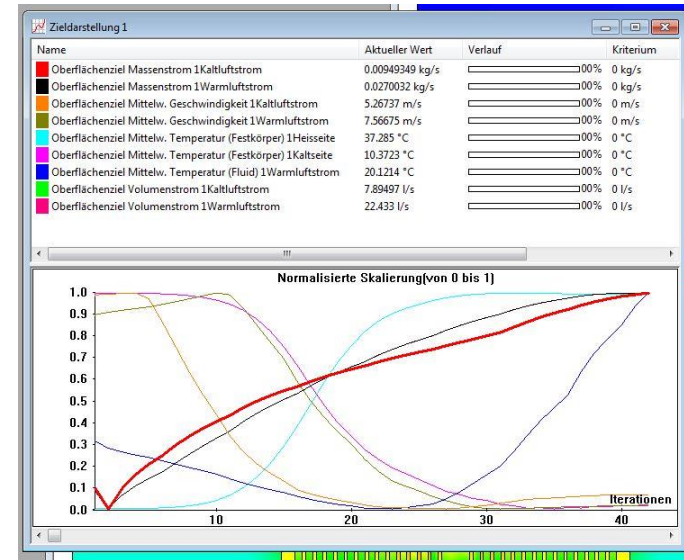 Zieldarstellung 1
Name Aktueller Wert Verlauf Kriterium
Oberflächenziel Massenstrom 1Kaltluftstrom 0.00949349 kg/s 00% 0 kg/s
Oberflächenziel Massenstrom 1Warmluftstrom 0.0270032 kg/s 00% 0 kg/s
Oberflächenziel Mittelw. Geschwindigkeit 1Kaltluftstrom 5.26737 m/s 00% 0 m/s
Oberflächenziel Mittelw. Geschwindigkeit 1Warmluftstrom 7.56675 m/s 00% 0 m/s
Oberflächenziel Mittelw. Temperatur (Festkörper) 1Heisseite 37.285 °C 00% 0 °C
Oberflächenziel Mittelw. Temperatur (Festkörper) 1Kaltseite 10.3723 °C 00% 0 °C
Oberflächenziel Mittelw. Temperatur (Fluid) 1Warmluftstrom 20.1214 °C 00% 0 °C
Oberflächenziel Volumenstrom 1Kaltluftstrom 7.89497 l/s 00% 0 l/s
Oberflächenziel Volumenstrom 1Warmluftstrom 22.433 l/s 00% 0 l/s
Normalisierte Skalierung(von 0 bis 1)
1.0
0.9
0.8
0.7
0.6
0.5
0.4
0.3
0.2
0.1
0.0
Iterationen
10 20 30 40